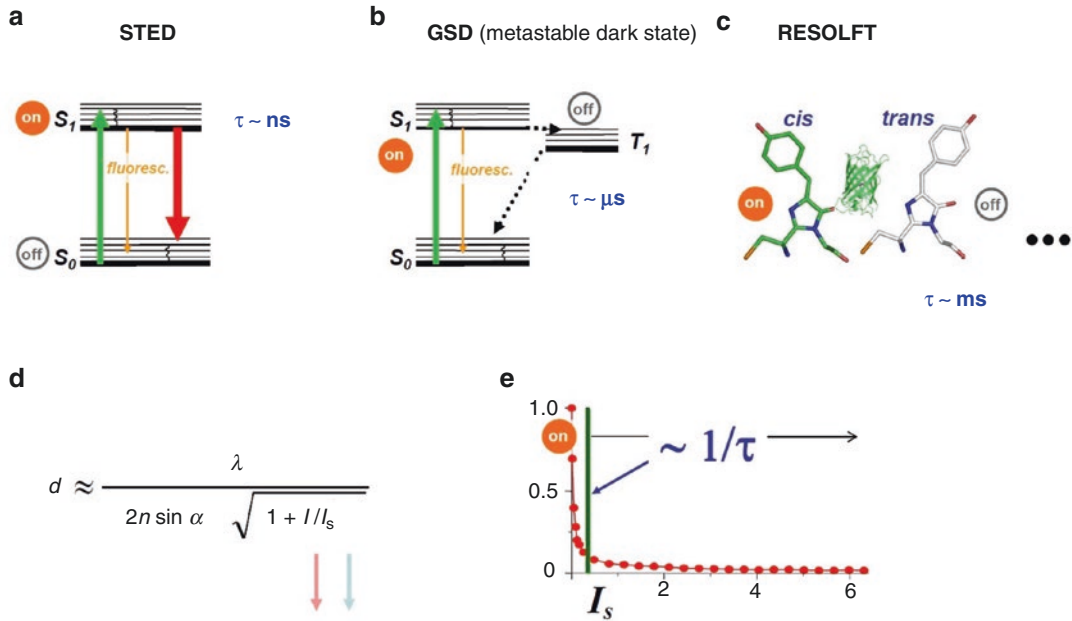 a
STED
on
S1
fluoresc.
off
S0
τ ~ ns
b
GSD (metastable dark state)
off
S1
on
T1
fluoresc.
τ ~ μs
S0
c
RESOLFT
cis
trans
on
off
τ ~ ms
d
d ≈ λ / 2n sin α √1 + I/Is
e
1.0
on
~ 1/τ
0.5
0
2
4
6
Is